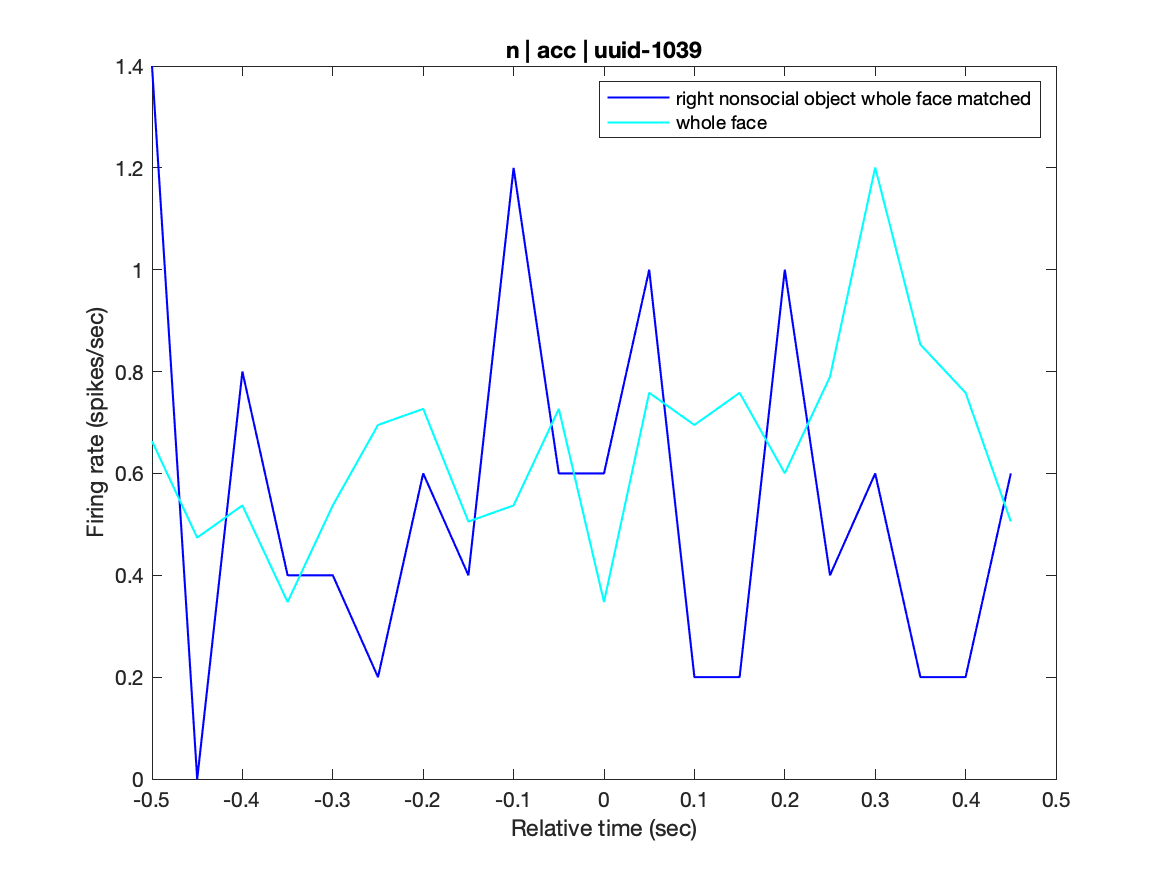 n | acc | uuid-1039
right nonsocial object whole face matched
whole face
Firing rate (spikes/sec)
1.4
1.2
1
0.8
0.6
0.4
0.2
0
-0.5 -0.4 -0.3 -0.2 -0.1 0 0.1 0.2 0.3 0.4 0.5
Relative time (sec)